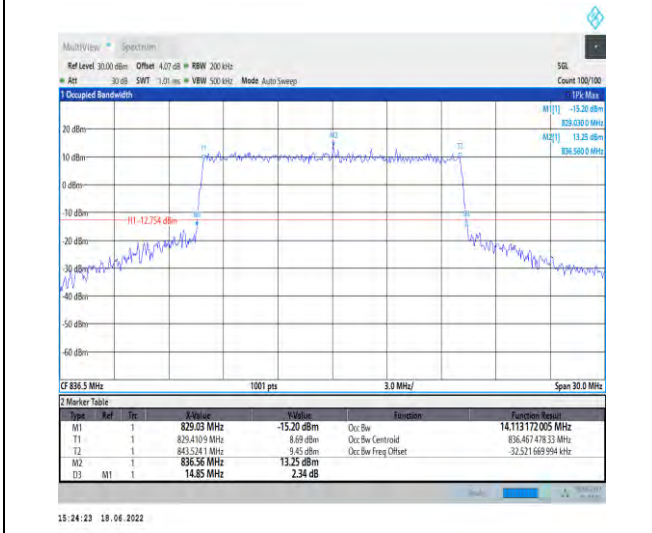 MultiView Spectrum
Ref Level 30.00 dBm Offset 4.07 dB RBW 200 kHz SGL
Att 30 dB SWT 1.01 ms VBW 500 kHz Mode Auto Sweep Count 100/100
1 Occupied Bandwidth 1Pk Max
M1[1] -15.20 dBm
829.030 0 MHz
M2[1] 13.25 dBm
836.560 0 MHz
20 dBm
M2
T1 T2
10 dBm
0 dBm
-10 dBm
H1 -12.754 dBm
-20 dBm
-30 dBm
-40 dBm
-50 dBm
-60 dBm
CF 836.5 MHz 1001 pts 3.0 MHz/ Span 30.0 MHz
2 Marker Table
Type Ref Trc X-Value Y-Value Function Function Result
M1 1 829.03 MHz -15.20 dBm Occ Bw 14.113 172 005 MHz
T1 1 829.4109 MHz 8.69 dBm Occ Bw Centroid 836.467 478 33 MHz
T2 1 843.5241 MHz 9.45 dBm Occ Bw Freq Offset -32.521 669 994 kHz
M2 1 836.56 MHz 13.25 dBm
D3 M1 1 14.85 MHz 2.34 dB
15:24:23 18.06.2022